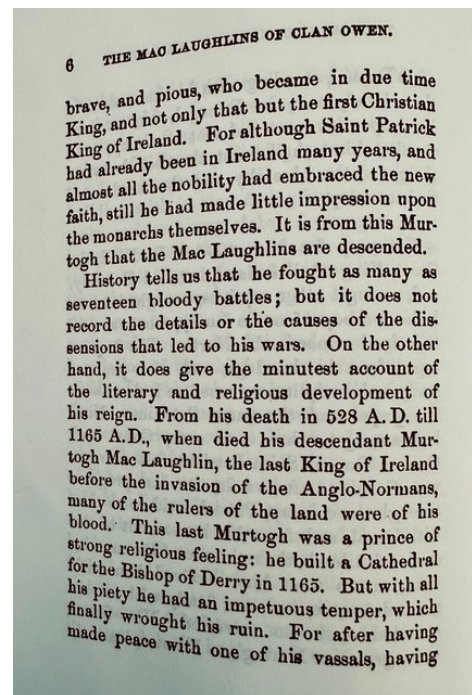 6 THE MAC LAUGHLINS OF CLAN OWEN.
brave, and pious, who became in due time
King, and not only that but the first Christian
King of Ireland. For although Saint Patrick
had already been in Ireland many years, and
almost all the nobility had embraced the new
faith, still he had made little impression upon
the monarchs themselves. It is from this Mur-
togh that the Mac Laughlins are descended.
History tells us that he fought as many as
seventeen bloody battles; but it does not
record the details or the causes of the dis-
sensions that led to his wars. On the other
hand, it does give the minutest account of
the literary and religious development of
his reign. From his death in 528 A.D. till
1165 A.D., when died his descendant Mur-
togh Mac Laughlin, the last King of Ireland
before the invasion of the Anglo-Normans,
many of the rulers of the land were of his
blood. This last Murtogh was a prince of
strong religious feeling: he built a Cathedral
for the Bishop of Derry in 1165. But with all
his piety he had an impetuous temper, which
finally wrought his ruin. For after having
made peace with one of his vassals, having